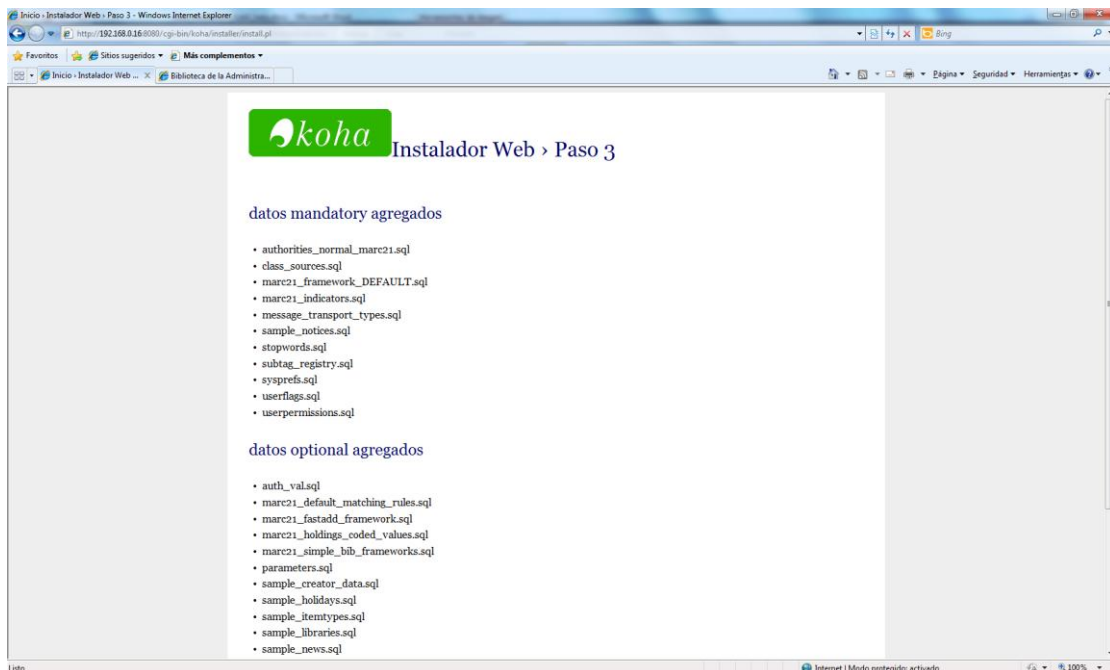 Inicio › Instalador Web › Paso 3 - Windows Internet Explorer
http://192.168.0.16:8080/cgi-bin/koha/installer/install.pl
Bing
Favoritos Sitios sugeridos Más complementos
Inicio › Instalador Web ... X Biblioteca de la Administra...
Página Seguridad Herramientas
koha Instalador Web › Paso 3
datos mandatory agregados
• authorities_normal_marc21.sql
• class_sources.sql
• marc21_framework_DEFAULT.sql
• marc21_indicators.sql
• message_transport_types.sql
• sample_notices.sql
• stopwords.sql
• subtag_registry.sql
• sysprefs.sql
• userflags.sql
• userpermissions.sql
datos optional agregados
• auth_val.sql
• marc21_default_matching_rules.sql
• marc21_fastadd_framework.sql
• marc21_holdings_coded_values.sql
• marc21_simple_bib_frameworks.sql
• parameters.sql
• sample_creator_data.sql
• sample_holidays.sql
• sample_itemtypes.sql
• sample_libraries.sql
• sample_news.sql
Listo Internet | Modo protegido: activado 100%